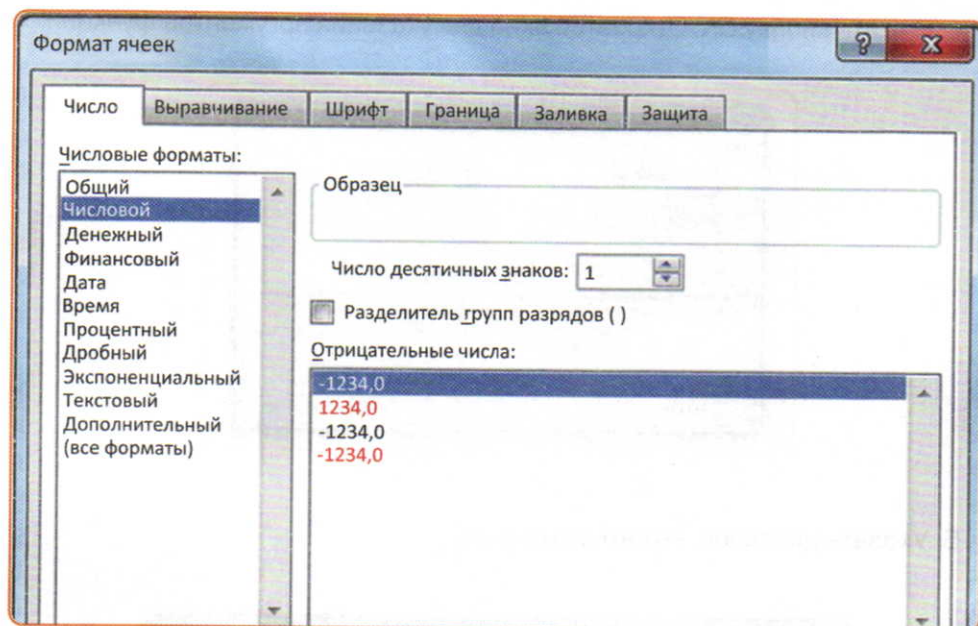 Формат ячеек
Число Выравчивание Шрифт Граница Заливка Защита
Числовые форматы:
Общий
Числовой
Денежный
Финансовый
Дата
Время
Процентный
Дробный
Экспоненциальный
Текстовый
Дополнительный
(все форматы)
Образец
Число десятичных знаков: 1
Разделитель групп разрядов ( )
Отрицательные числа:
-1234,0
1234,0
-1234,0
-1234,0